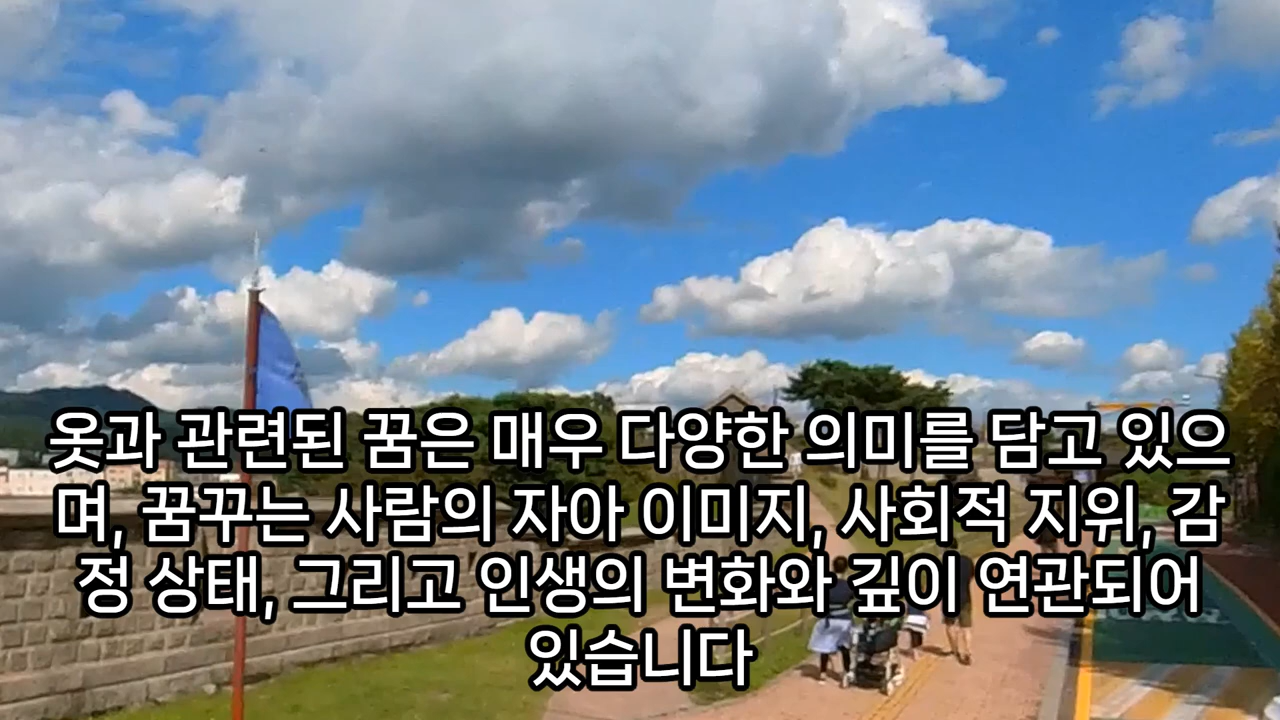 옷과 관련된 꿈은 매우 다양한 의미를 담고 있으
며, 꿈꾸는 사람의 자아 이미지, 사회적 지위, 감
정 상태, 그리고 인생의 변화와 깊이 연관되어
있습니다